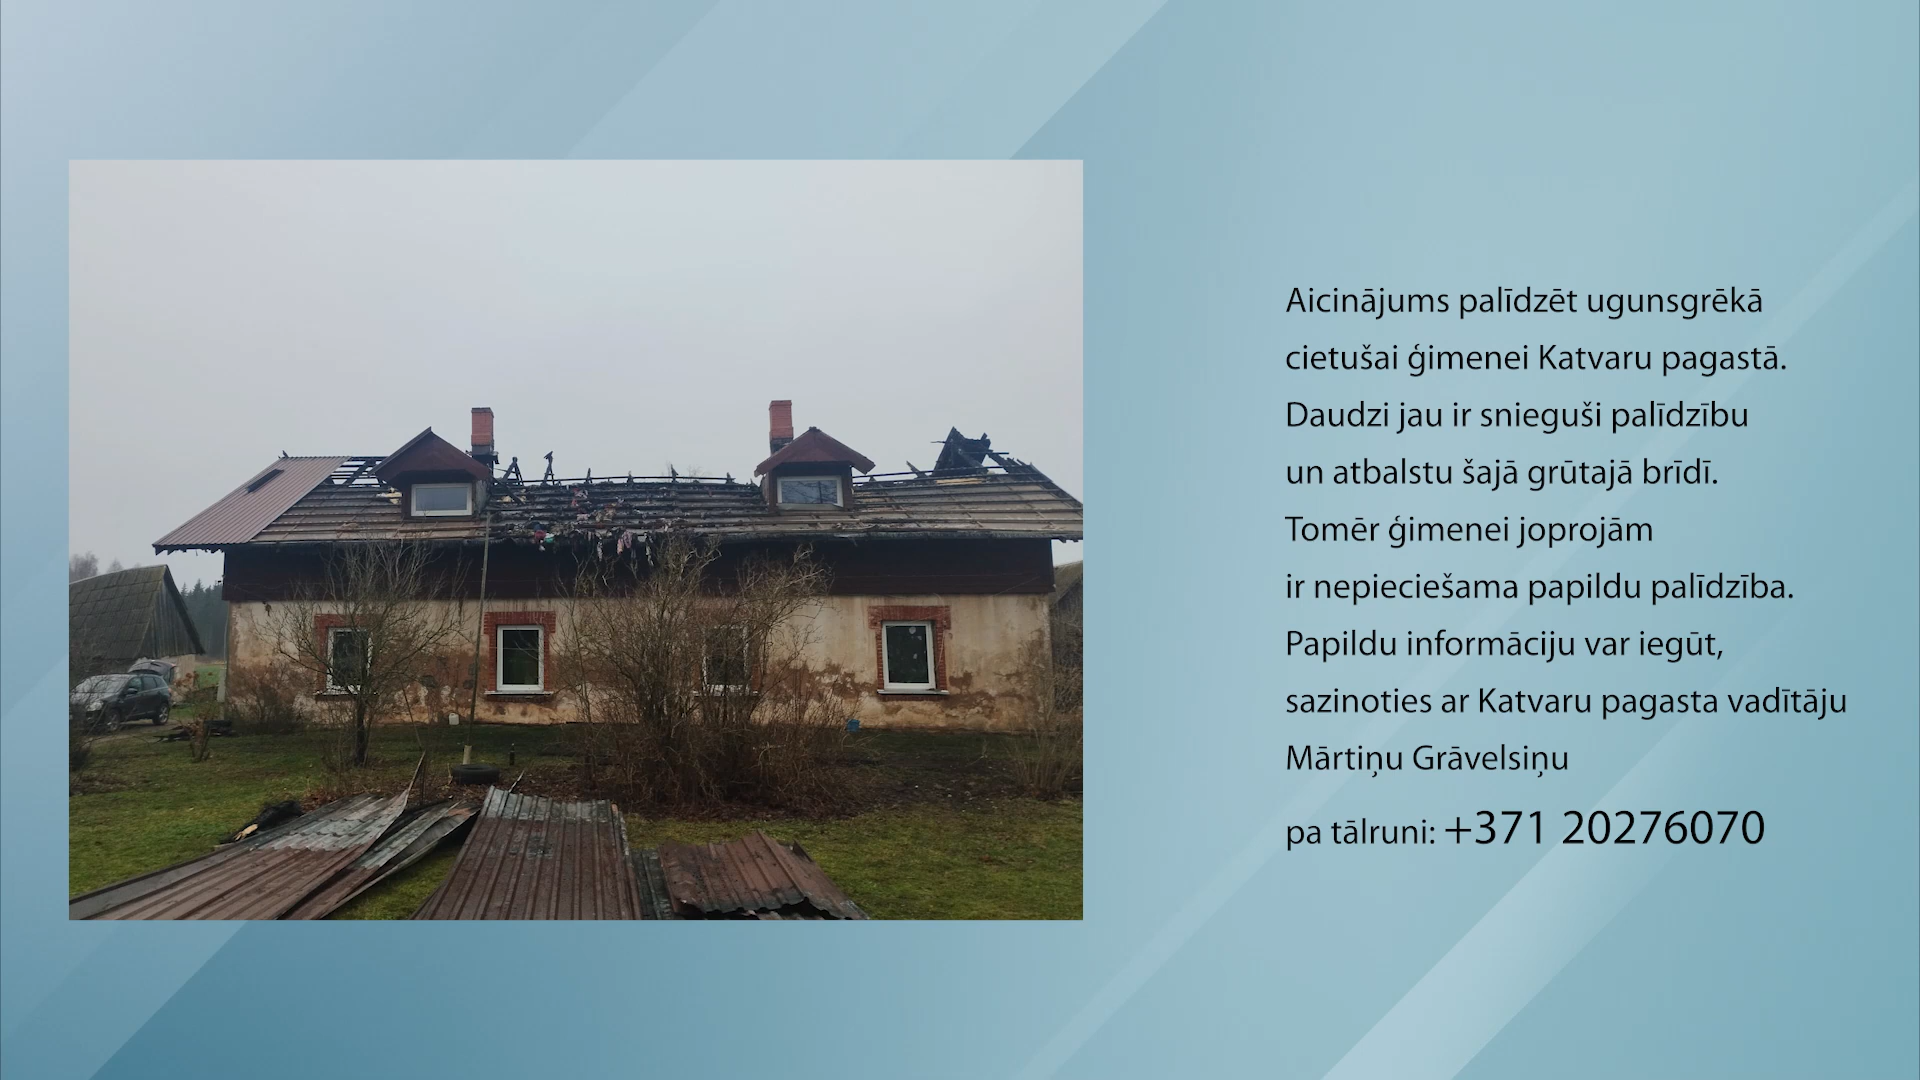 Aicinājums palīdzēt ugunsgrēkā
cietušai ģimenei Katvaru pagastā.
Daudzi jau ir snieguši palīdzību
un atbalstu šajā grūtajā brīdī.
Tomēr ģimenei joprojām
ir nepieciešama papildu palīdzība.
Papildu informāciju var iegūt,
sazinoties ar Katvaru pagasta vadītāju
Mārtiņu Grāvelsiņu
pa tālruni: +371 20276070